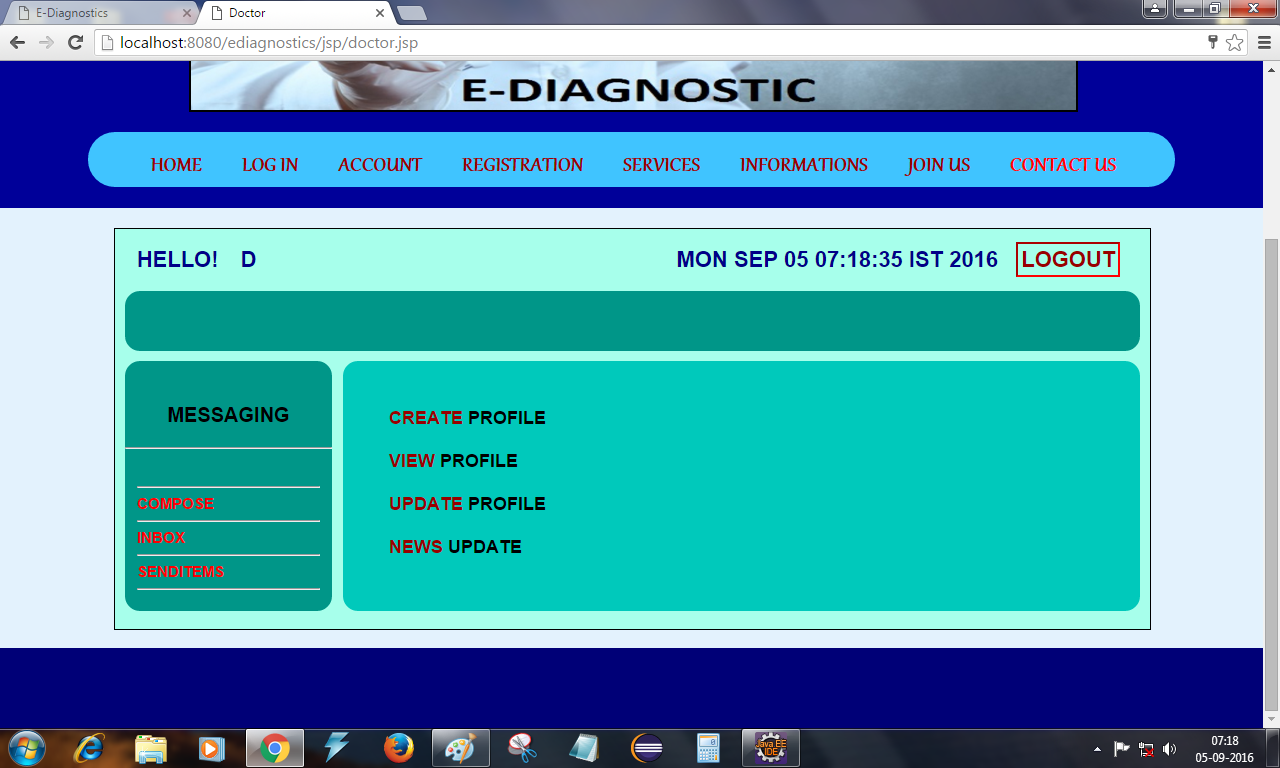 E-Diagnostics Doctor
localhost:8080/ediagnostics/jsp/doctor.jsp
E-DIAGNOSTIC
HOME LOG IN ACCOUNT REGISTRATION SERVICES INFORMATIONS JOIN US CONTACT US
HELLO! D MON SEP 05 07:18:35 IST 2016 LOGOUT
MESSAGING
COMPOSE
INBOX
SENDITEMS
CREATE PROFILE
VIEW PROFILE
UPDATE PROFILE
NEWS UPDATE
Java EE
IDE
07:18
05-09-2016